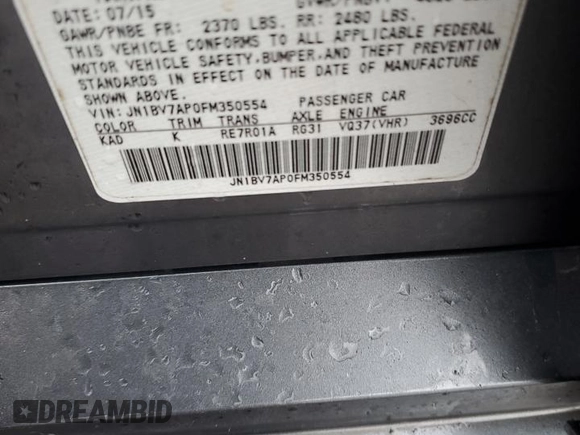 DATE: 07/15
GAWR/PNBE FR: 2370 LBS. RR: 2480 LBS.
THIS VEHICLE CONFORMS TO ALL APPLICABLE FEDERAL
MOTOR VEHICLE SAFETY, BUMPER, AND THEFT PREVENTION
STANDARDS IN EFFECT ON THE DATE OF MANUFACTURE
SHOWN ABOVE.
VIN: JN1BV7AP0FM350554 PASSENGER CAR
COLOR TRIM TRANS AXLE ENGINE
KAD K RE7R01A RG31 VQ37(VHR) 3696CC
JN1BV7AP0FM350554
DREAMBID